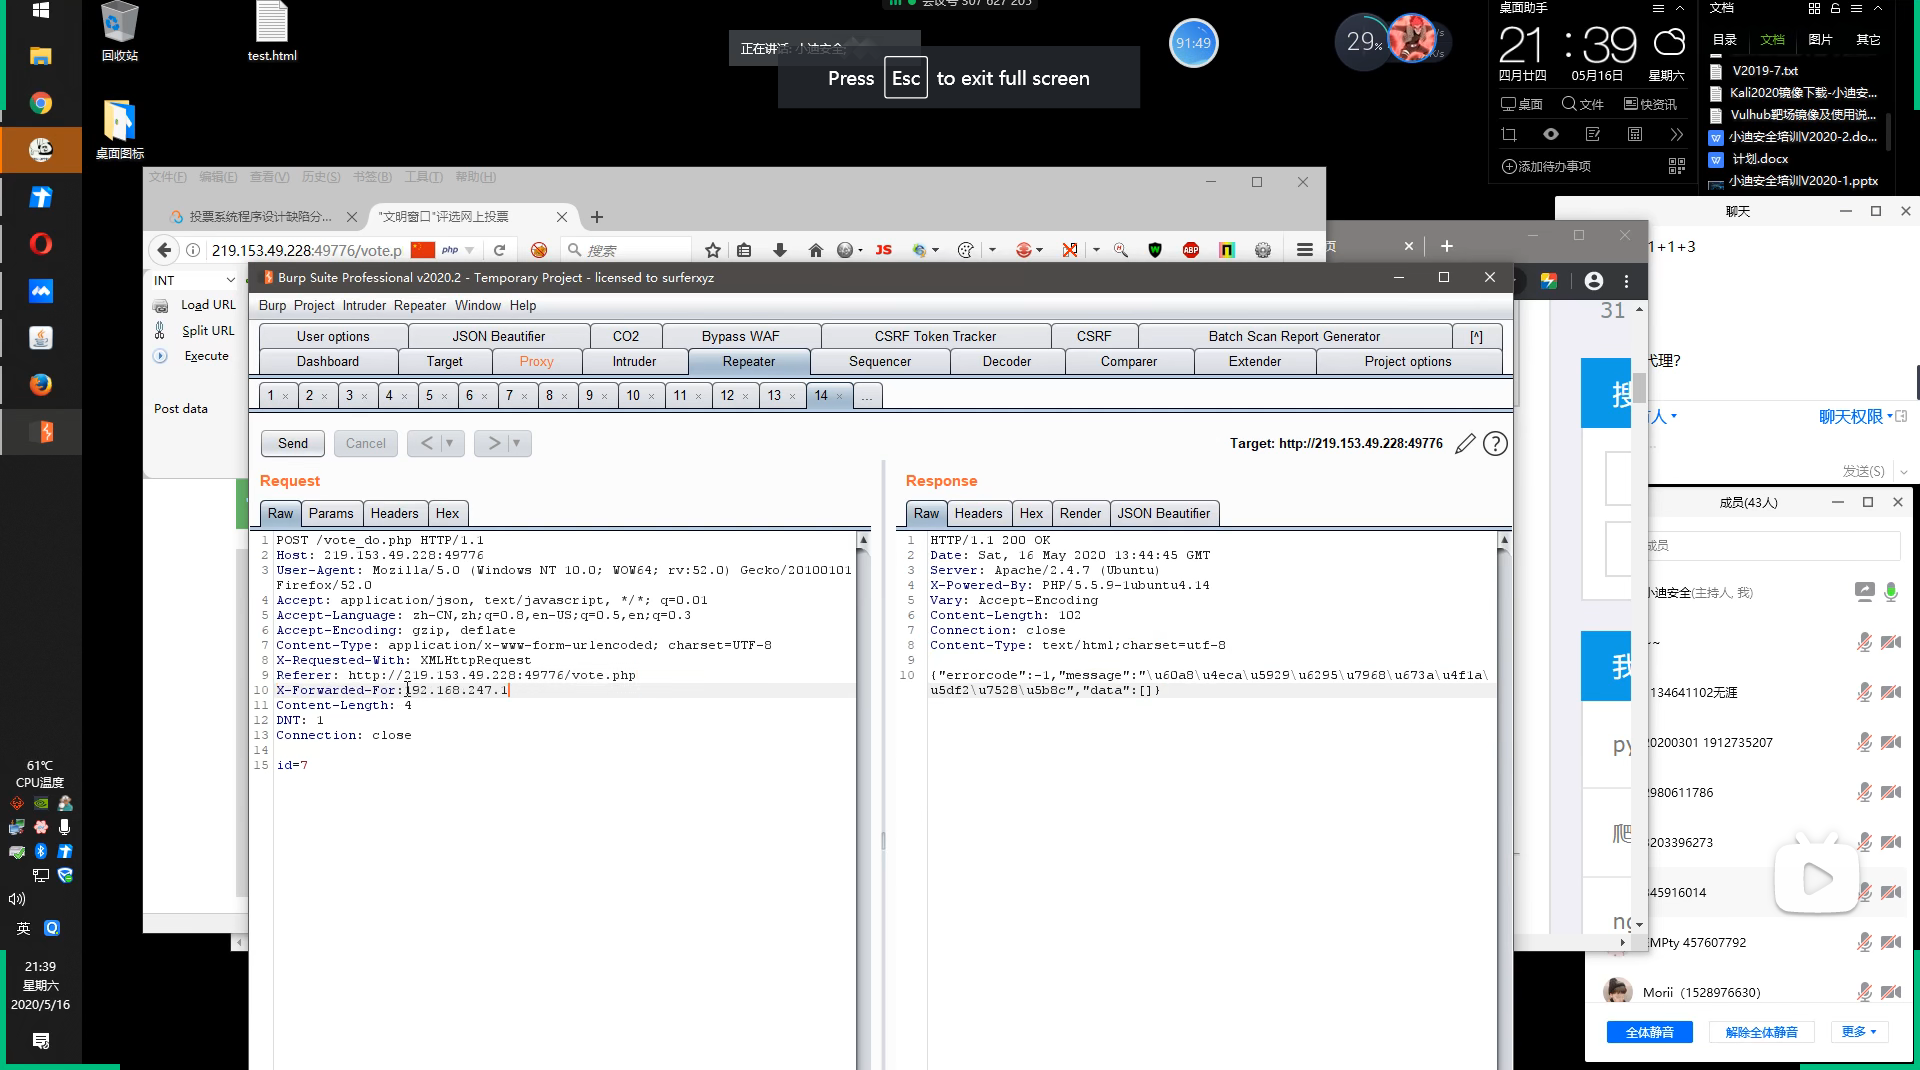 回收站
test.html
桌面图标
会议号 307 627 205
正在讲话: 小迪安全
Press Esc to exit full screen
91:49
29%
桌面助手
21:39
四月廿四
05月16日
星期六
桌面
文件
快资讯
添加待办事项
文档
目录 文档 图片 其它
V2019-7.txt
Kali2020镜像下载-小迪安...
Vulhub靶场镜像及使用说...
小迪安全培训V2020-2.do...
计划.docx
小迪安全培训V2020-1.pptx
文件(F) 编辑(E) 查看(V) 历史(S) 书签(B) 工具(T) 帮助(H)
投票系统程序设计缺陷分...
"文明窗口"评选网上投票
219.153.49.228:49776/vote.p
php
搜索
JS
ABP
INT
Load URL
Split URL
Execute
Post data
Burp Suite Professional v2020.2 - Temporary Project - licensed to surferxyz
Burp Project Intruder Repeater Window Help
User options JSON Beautifier CO2 Bypass WAF CSRF Token Tracker CSRF Batch Scan Report Generator [^]
Dashboard Target Proxy Intruder Repeater Sequencer Decoder Comparer Extender Project options
1 × 2 × 3 × 4 × 5 × 6 × 7 × 8 × 9 × 10 × 11 × 12 × 13 × 14 × ...
Send Cancel < >
Target: http://219.153.49.228:49776
Request
Raw Params Headers Hex
1 POST /vote_do.php HTTP/1.1
2 Host: 219.153.49.228:49776
3 User-Agent: Mozilla/5.0 (Windows NT 10.0; WOW64; rv:52.0) Gecko/20100101
Firefox/52.0
4 Accept: application/json, text/javascript, */*; q=0.01
5 Accept-Language: zh-CN,zh;q=0.8,en-US;q=0.5,en;q=0.3
6 Accept-Encoding: gzip, deflate
7 Content-Type: application/x-www-form-urlencoded; charset=UTF-8
8 X-Requested-With: XMLHttpRequest
9 Referer: http://219.153.49.228:49776/vote.php
10 X-Forwarded-For:192.168.247.1
11 Content-Length: 4
12 DNT: 1
13 Connection: close
14
15 id=7
Response
Raw Headers Hex Render JSON Beautifier
1 HTTP/1.1 200 OK
2 Date: Sat, 16 May 2020 13:44:45 GMT
3 Server: Apache/2.4.7 (Ubuntu)
4 X-Powered-By: PHP/5.5.9-1ubuntu4.14
5 Vary: Accept-Encoding
6 Content-Length: 102
7 Connection: close
8 Content-Type: text/html;charset=utf-8
9
10 {"errorcode":-1,"message":"\u60a8\u4eca\u5929\u6295\u7968\u673a\u4f1a\
u5df2\u7528\u5b8c","data":[]}
页
31
搜
我
py
爬
ng
聊天
1+1+3
代理?
人
聊天权限
发送(S)
成员(43人)
成员
小迪安全(主持人, 我)
~~
134641102无涯
20200301 1912735207
2980611786
3203396273
345916014
EMPty 457607792
Morii (1528976630)
全体静音 解除全体静音 更多
61℃
CPU温度
英
21:39
星期六
2020/5/16